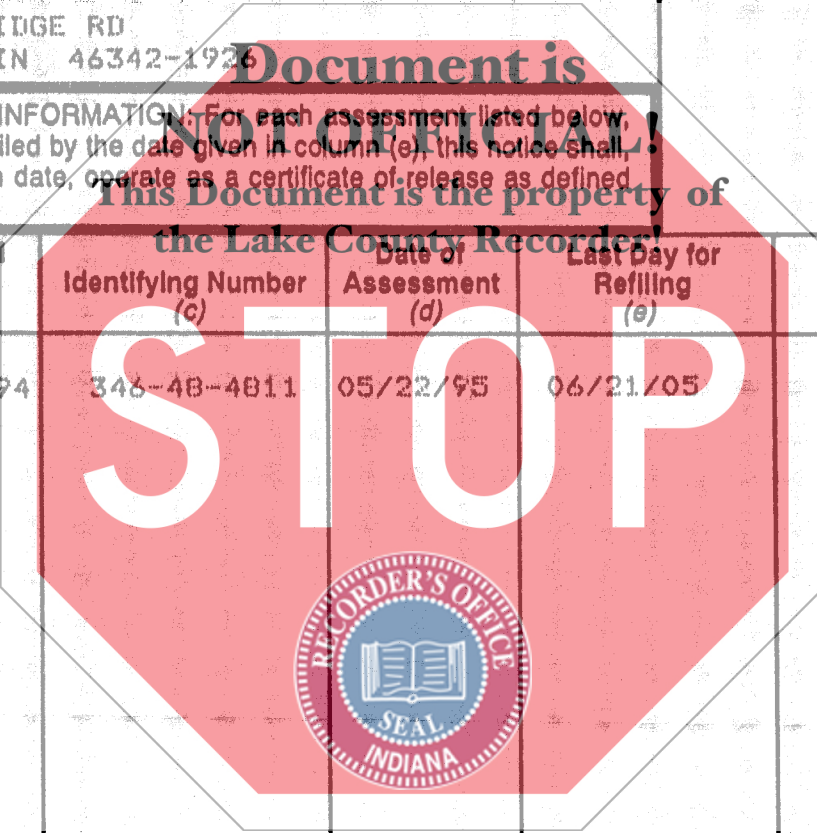 IDGE RD
IN 46342-1926
Document is
INFORMATION: For each assessment listed below,
NOT OFFICIAL!
iled by the date given in column (e), this notice shall,
date, operate as a certificate of release as defined
This Document is the property of
the Lake County Recorder!
Identifying Number
(c)
Date of
Assessment
(d)
Last Day for
Refiling
(e)
94 346-48-4811 05/22/95 06/21/05
STOP
RECORDER'S OFFICE
SEAL
INDIANA